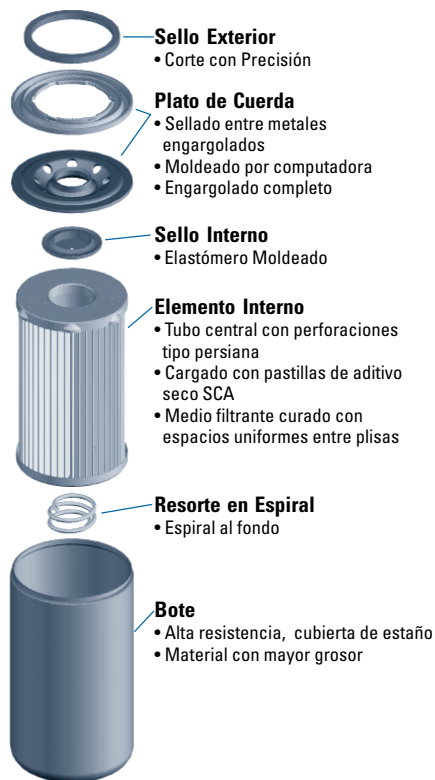 Sello Exterior
• Corte con Precisión
Plato de Cuerda
• Sellado entre metales
engargolados
• Moldeado por computadora
• Engargolado completo
Sello Interno
• Elastómero Moldeado
Elemento Interno
• Tubo central con perforaciones
tipo persiana
• Cargado con pastillas de aditivo
seco SCA
• Medio filtrante curado con
espacios uniformes entre plisas
Resorte en Espiral
• Espiral al fondo
Bote
• Alta resistencia, cubierta de estaño
• Material con mayor grosor